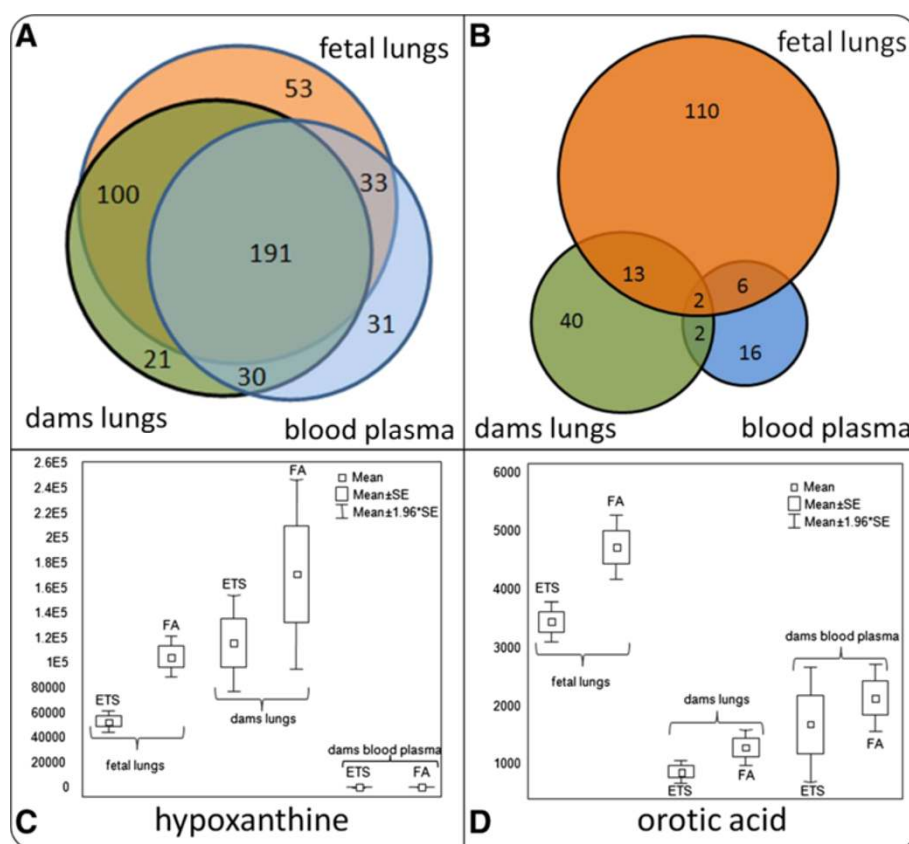 A
fetal lungs
53
100
33
191
31
21
30
dams lungs
blood plasma
B
fetal lungs
110
13
6
2
40
2
16
dams lungs
blood plasma
2.6E5
2.4E5
2.2E5
2E5
1.8E5
1.6E5
1.4E5
1.2E5
1E5
80000
60000
40000
20000
0
FA
Mean
Mean±SE
Mean±1.96*SE
ETS
FA
ETS
dams lungs
fetal lungs
dams blood plasma
ETS
FA
C
hypoxanthine
6000
5000
4000
3000
2000
1000
Mean
Mean±SE
Mean±1.96*SE
FA
ETS
fetal lungs
dams blood plasma
ETS
dams lungs
FA
FA
ETS
ETS
D
orotic acid